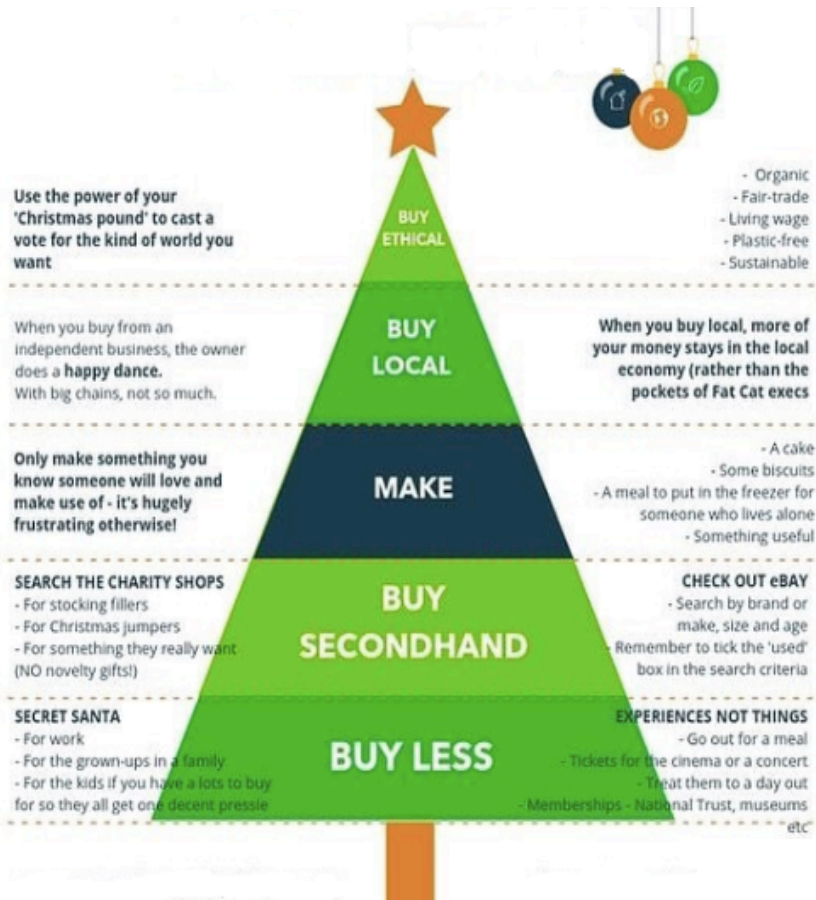 Use the power of your
'Christmas pound' to cast a
vote for the kind of world you
want
BUY
ETHICAL
- Organic
- Fair-trade
- Living wage
- Plastic-free
- Sustainable
When you buy from an
independent business, the owner
does a happy dance.
With big chains, not so much.
BUY
LOCAL
When you buy local, more of
your money stays in the local
economy (rather than the
pockets of Fat Cat execs
Only make something you
know someone will love and
make use of - it's hugely
frustrating otherwise!
MAKE
- A cake
- Some biscuits
- A meal to put in the freezer for
someone who lives alone
- Something useful
SEARCH THE CHARITY SHOPS
- For stocking fillers
- For Christmas jumpers
- For something they really want
(NO novelty gifts!)
BUY
SECONDHAND
CHECK OUT eBAY
- Search by brand or
make, size and age
- Remember to tick the 'used'
box in the search criteria
SECRET SANTA
- For work
- For the grown-ups in a family
- For the kids if you have a lots to buy
for so they all get one decent pressie
BUY LESS
EXPERIENCES NOT THINGS
- Go out for a meal
- Tickets for the cinema or a concert
- Treat them to a day out
- Memberships - National Trust, museums
etc